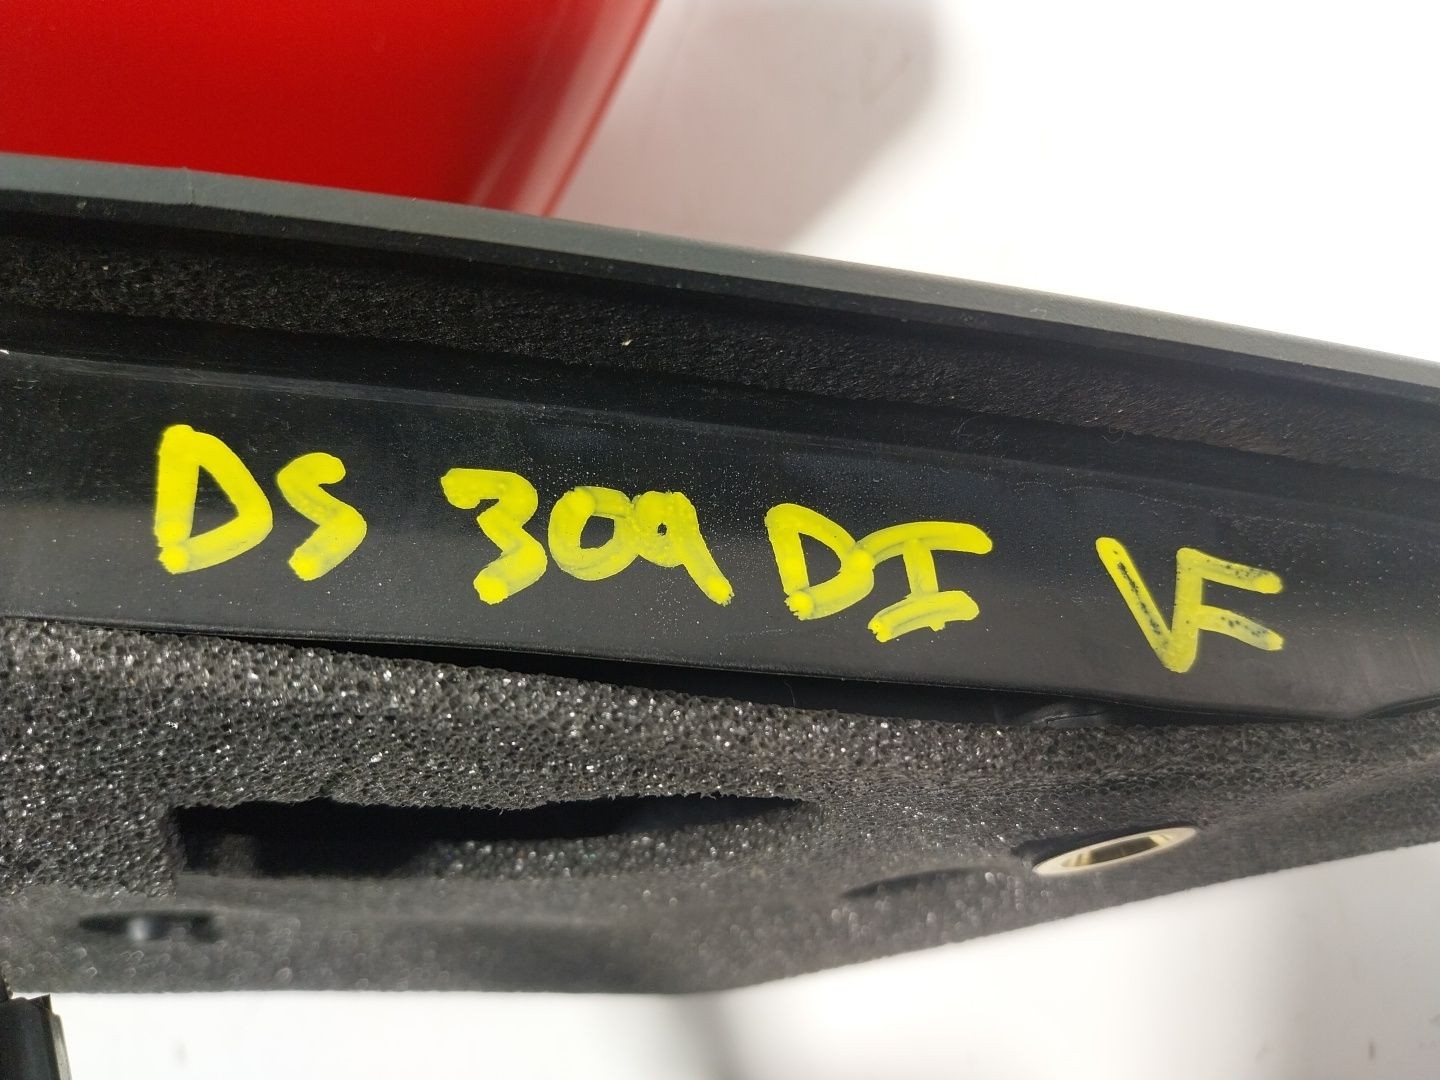 DS 309 DI VF